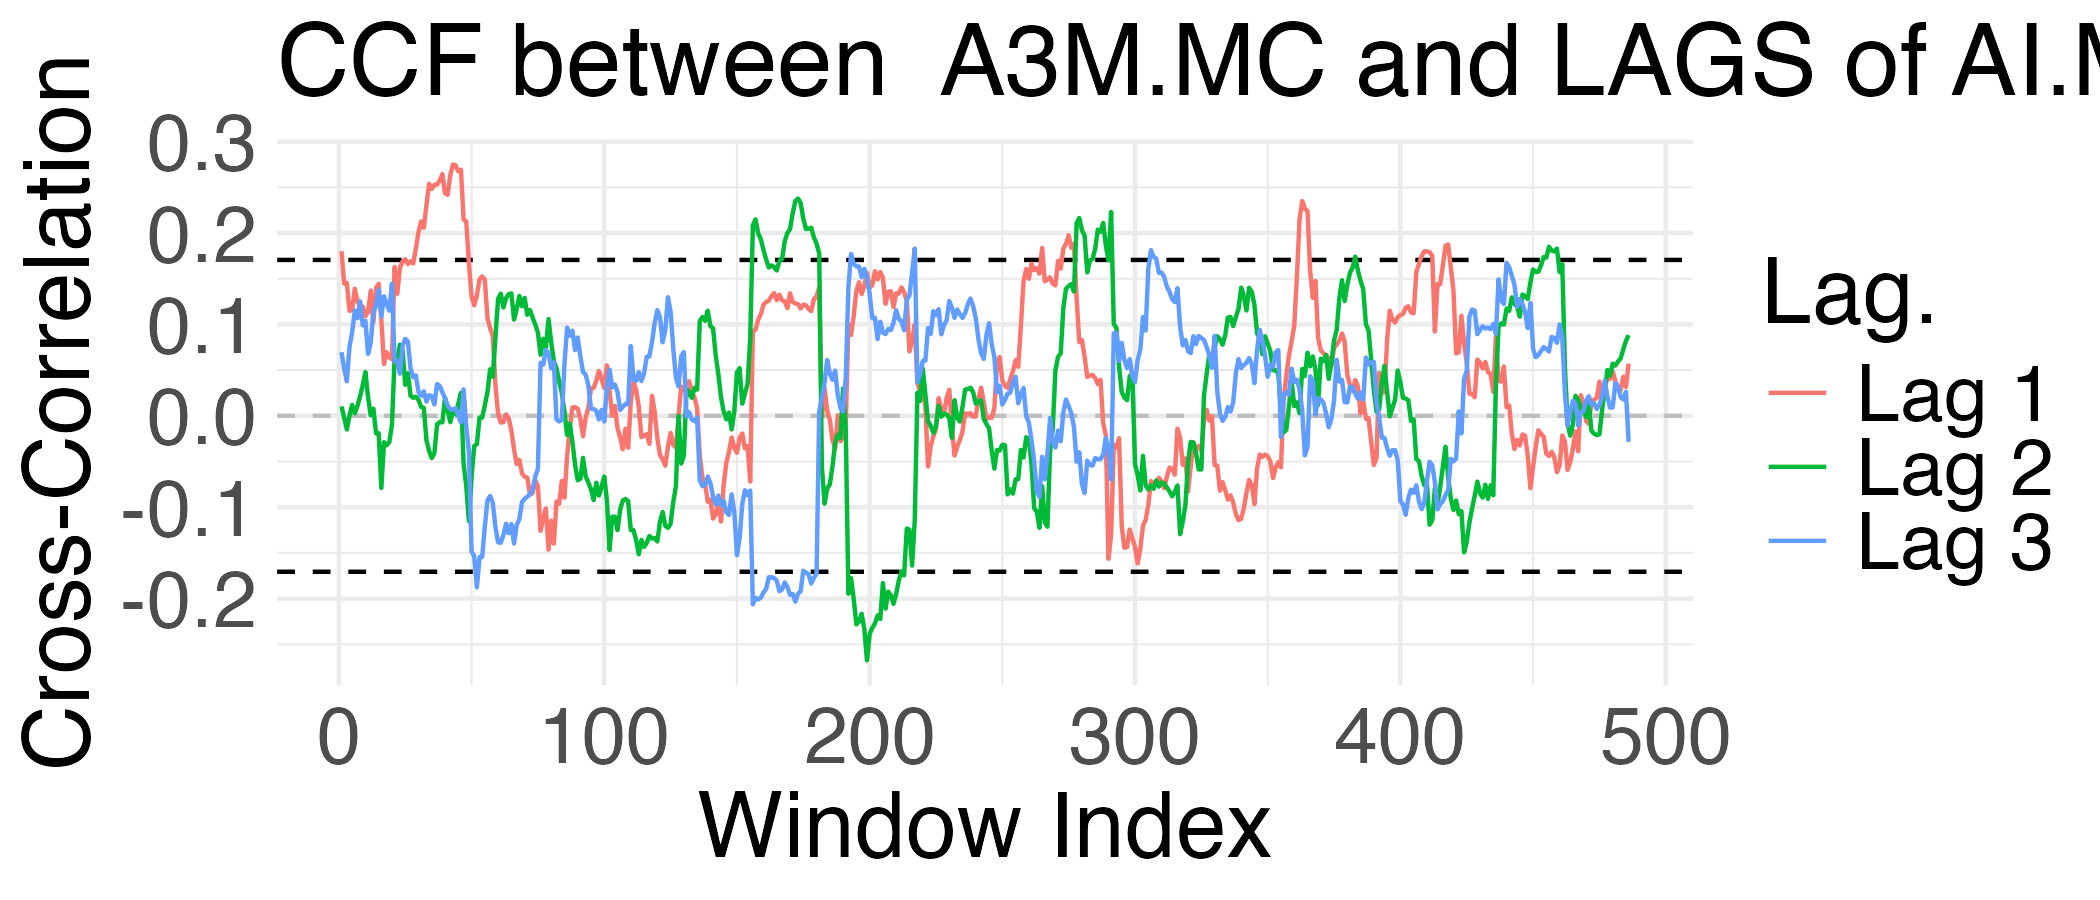 CCF between  A3M.MC and LAGS of AI.M
Cross-Correlation
0.3
0.2
0.1
0.0
-0.1
-0.2
0
100
200
300
400
500
Window Index
Lag.
Lag 1
Lag 2
Lag 3